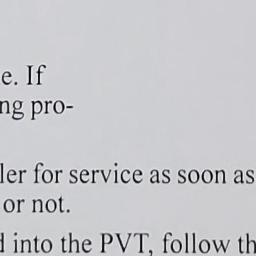 e. If
ng pro-
ler for service as soon as
or not.
d into the PVT, follow th